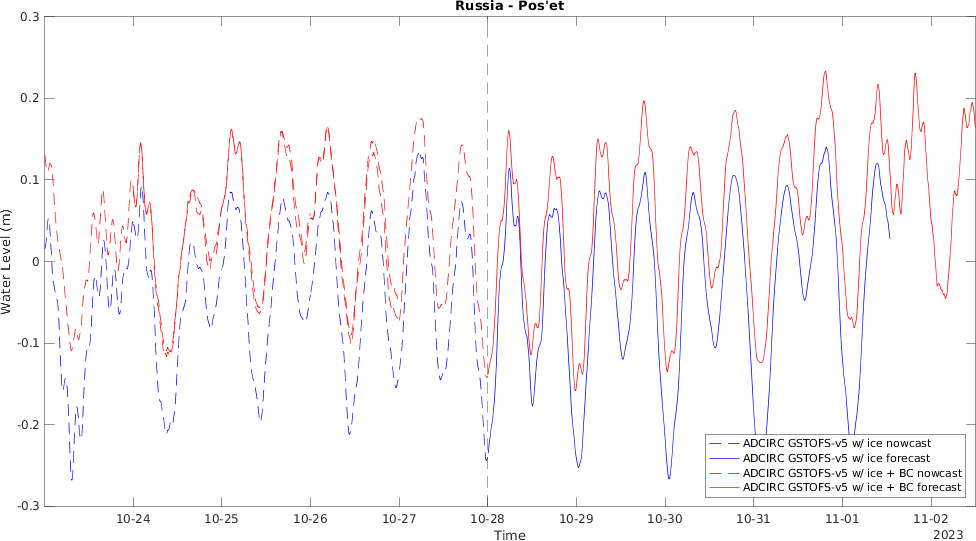 Russia - Pos'et
0.3
0.2
0.1
0
-0.1
-0.2
-0.3
Water Level (m)
ADCIRC GSTOFS-v5 w/ ice nowcast
ADCIRC GSTOFS-v5 w/ ice forecast
ADCIRC GSTOFS-v5 w/ ice + BC nowcast
ADCIRC GSTOFS-v5 w/ ice + BC forecast
10-24 10-25 10-26 10-27 10-28 10-29 10-30 10-31 11-01 11-02
Time
2023